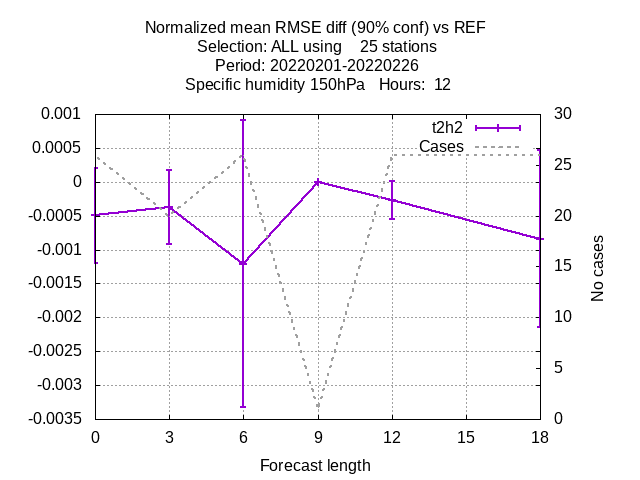 Normalized mean RMSE diff (90% conf) vs REF
Selection: ALL using    25 stations
Period: 20220201-20220226
Specific humidity 150hPa   Hours:  12
0.001
0.0005
0
-0.0005
-0.001
-0.0015
-0.002
-0.0025
-0.003
-0.0035
t2h2
Cases
30
25
20
15
10
5
0
No cases
0 3 6 9 12 15 18
Forecast length